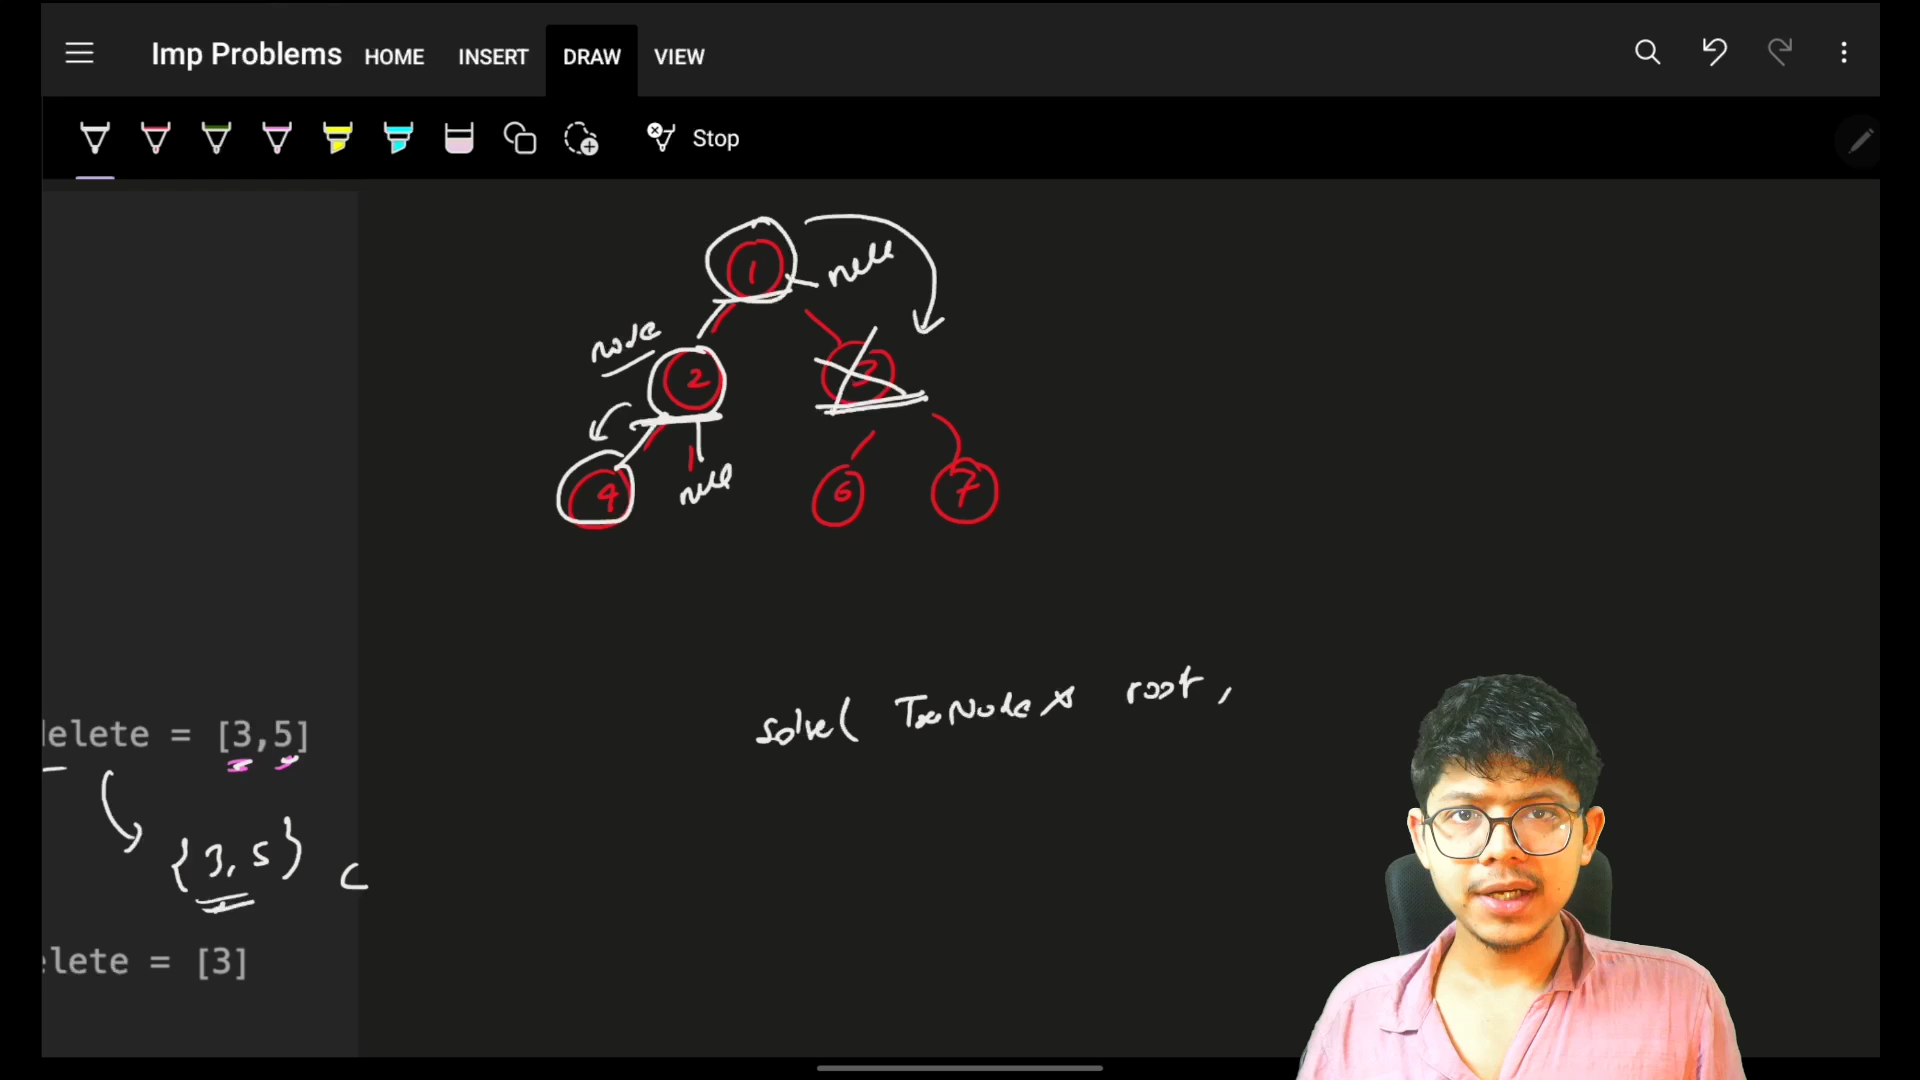 Imp Problems HOME INSERT DRAW VIEW
Stop
1 null
node
2 3
4 null 6 7
solve( TreeNode* root,
delete = [3,5]
{3, 5}
elete = [3]